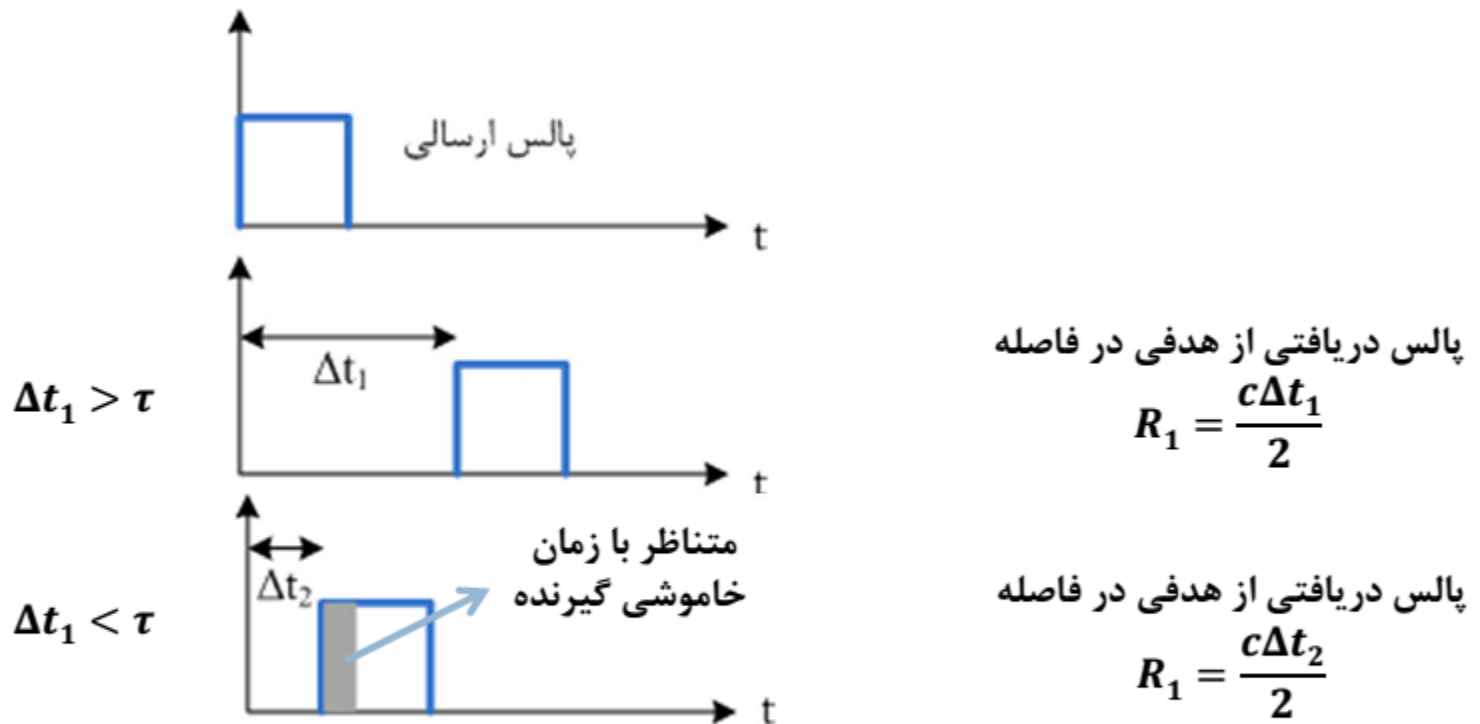 پالس ارسالی
t
Δt₁ > τ
Δt₁
t
پالس دریافتی از هدفی در فاصله
R₁ = cΔt₁/2
Δt₁ < τ
Δt₂
متناظر با زمان
خاموشی گیرنده
t
پالس دریافتی از هدفی در فاصله
R₁ = cΔt₂/2